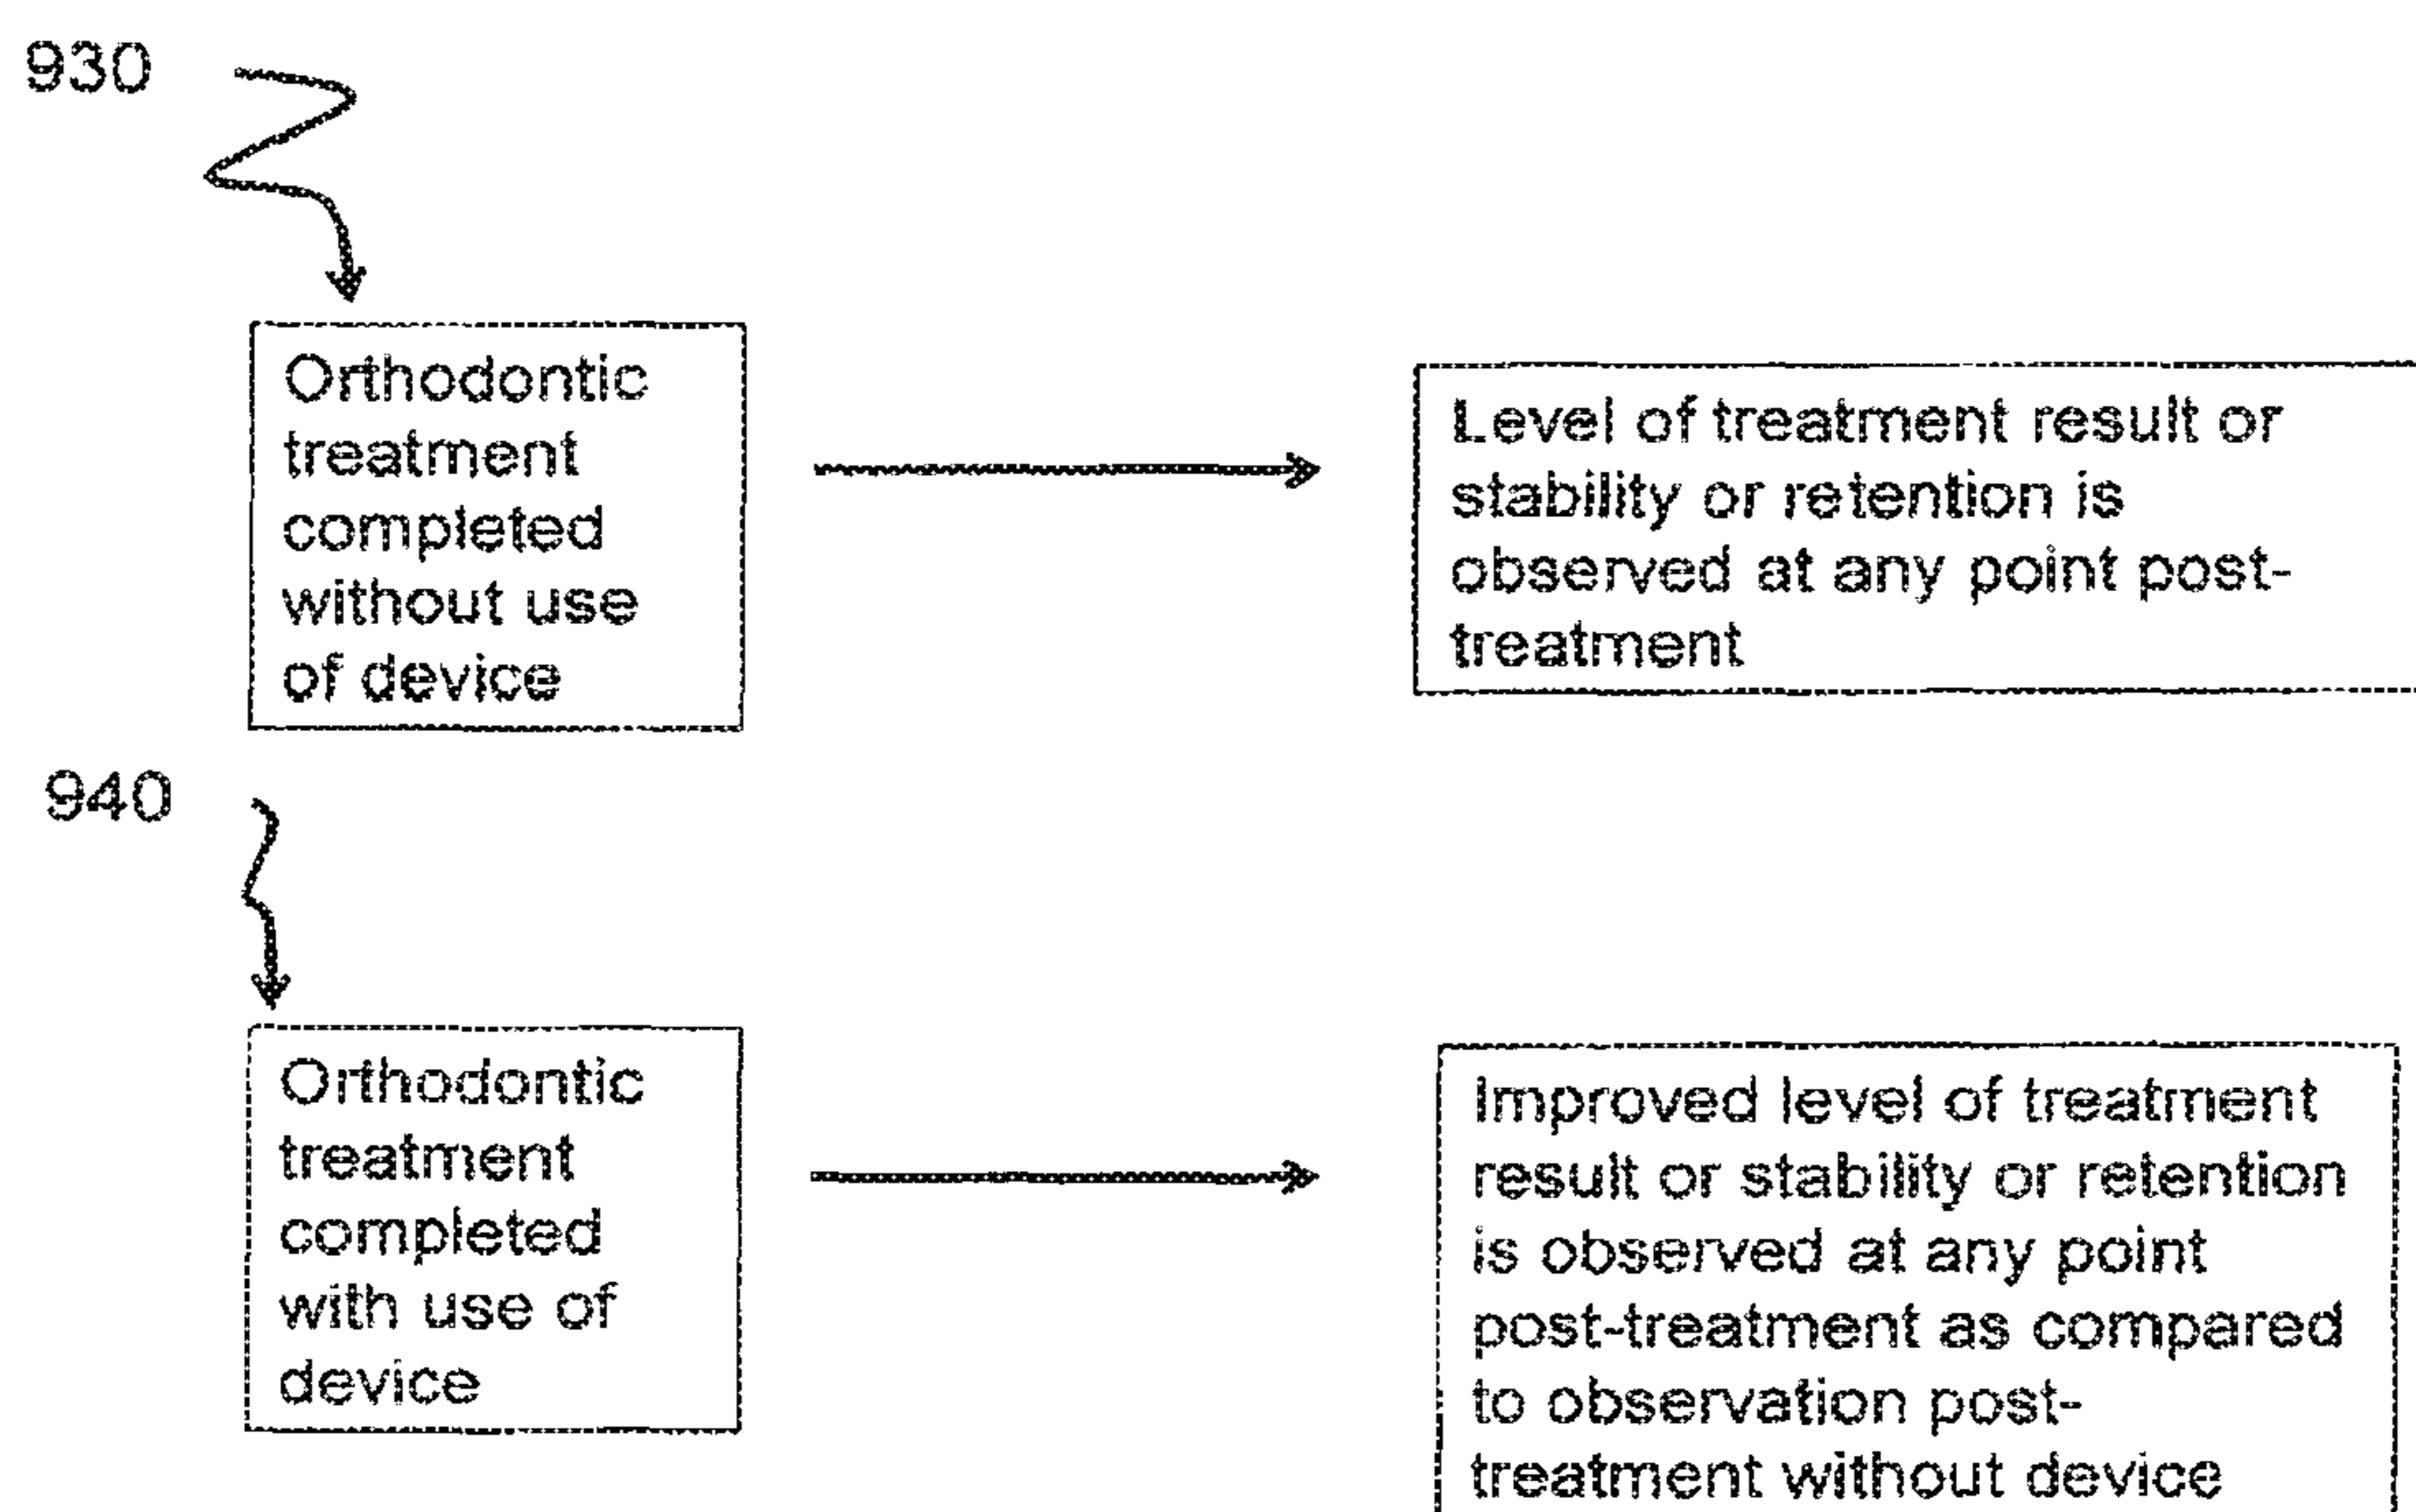 930
Orthodontic
treatment
completed
without use
of device
Level of treatment result or
stability or retention is
observed at any point post-
treatment
940
Orthodontic
treatment
completed
with use of
device
Improved level of treatment
result or stability or retention
is observed at any point
post-treatment as compared
to observation post-
treatment without device